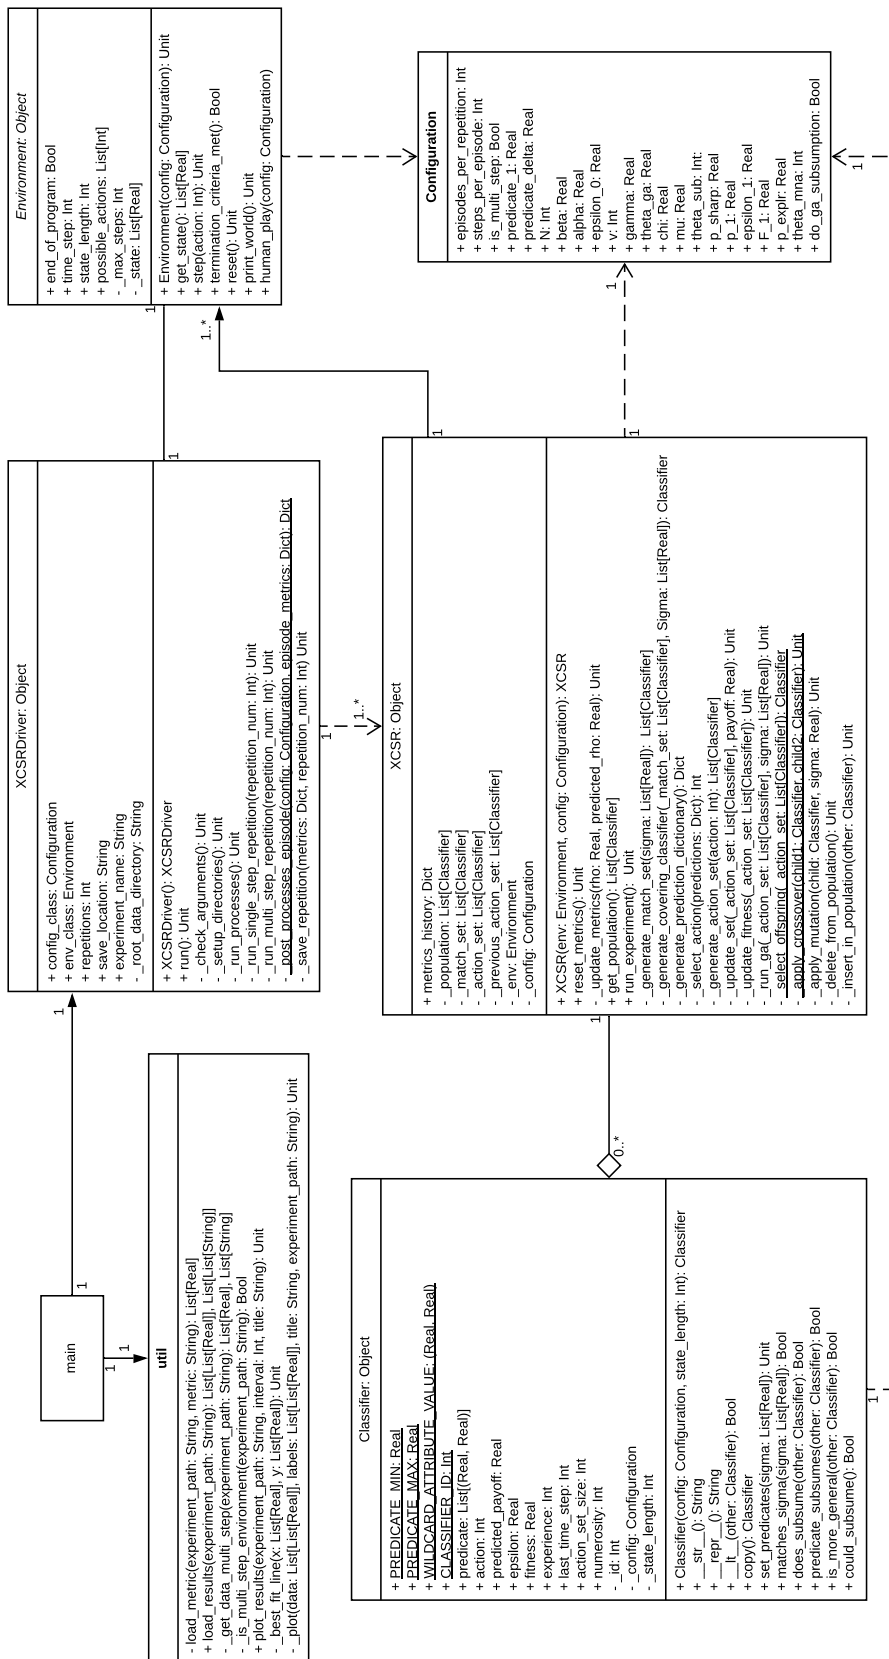 main
1
1
1
1
util
- load_metric(experiment_path: String, metric: String): List[Real]
+ load_results(experiment_path: String): List[List[Real]], List[List[String]]
- _get_data_multi_step(experiment_path: String): List[Real], List[String]
- _is_multi_step_environment(experiment_path: String): Bool
+ plot_results(experiment_path: String, interval: Int, title: String): Unit
- _best_fit_line(x: List[Real], y: List[Real]): Unit
- _plot(data: List[List[Real]], labels: List[List[Real]], title: String, experiment_path: String): Unit
XCSRDriver: Object
+ config_class: Configuration
+ env_class: Environment
+ repetitions: Int
+ save_location: String
+ experiment_name: String
- _root_data_directory: String
+ XCSRDriver(): XCSRDriver
+ run(): Unit
- _check_arguments(): Unit
- _setup_directories(): Unit
- _run_processes(): Unit
- _run_single_step_repetition(repetition_num: Int): Unit
- _run_multi_step_repetition(repetition_num: Int): Unit
- _post_processes_episode(config: Configuration, episode_metrics: Dict): Dict
- _save_repetition(metrics: Dict, repetition_num: Int) Unit
1
1
Environment: Object
+ end_of_program: Bool
+ time_step: Int
+ state_length: Int
+ possible_actions: List[Int]
- _max_steps: Int
- _state: List[Real]
+ Environment(config: Configuration): Unit
+ get_state(): List[Real]
+ step(action: Int): Unit
+ termination_criteria_met(): Bool
+ reset(): Unit
+ print_world(): Unit
+ human_play(config: Configuration)
1..*
1
1
1..*
Classifier: Object
+ PREDICATE_MIN: Real
+ PREDICATE_MAX: Real
+ WILDCARD_ATTRIBUTE_VALUE: (Real, Real)
+ CLASSIFIER_ID: Int
+ predicate: List[(Real, Real)]
+ action: Int
+ predicted_payoff: Real
+ epsilon: Real
+ fitness: Real
+ experience: Int
+ last_time_step: Int
+ action_set_size: Int
+ numerosity: Int
- _id: Int
- _config: Configuration
- _state_length: Int
+ Classifier(config: Configuration, state_length: Int): Classifier
+ __str__(): String
+ __repr__(): String
+ __lt__(other: Classifier): Bool
+ copy(): Classifier
+ set_predicates(sigma: List[Real]): Unit
+ matches_sigma(sigma: List[Real]): Bool
+ does_subsume(other: Classifier): Bool
+ predicate_subsumes(other: Classifier): Bool
+ is_more_general(other: Classifier): Bool
+ could_subsume(): Bool
0..*
1
1
XCSR: Object
+ metrics_history: Dict
- _population: List[Classifier]
- _match_set: List[Classifier]
- _action_set: List[Classifier]
- _previous_action_set: List[Classifier]
- _env: Environment
- _config: Configuration
+ XCSR(env: Environment, config: Configuration): XCSR
+ reset_metrics(): Unit
- _update_metrics(rho: Real, predicted_rho: Real): Unit
+ get_population(): List[Classifier]
+ run_experiment(): Unit
- _generate_match_set(sigma: List[Real]): List[Classifier]
- _generate_covering_classifier(_match_set: List[Classifier], Sigma: List[Real]): Classifier
- _generate_prediction_dictionary(): Dict
- _select_action(predictions: Dict): Int
- _generate_action_set(action: Int): List[Classifier]
- _update_set(_action_set: List[Classifier], payoff: Real): Unit
- _update_fitness(_action_set: List[Classifier]): Unit
- _run_ga(_action_set: List[Classifier], sigma: List[Real]): Unit
- _select_offspring(_action_set: List[Classifier]): Classifier
- _apply_crossover(child1: Classifier, child2: Classifier): Unit
- _apply_mutation(child: Classifier, sigma: Real): Unit
- _delete_from_population(): Unit
- _insert_in_population(other: Classifier): Unit
1
1
Configuration
+ episodes_per_repetition: Int
+ steps_per_episode: Int
+ is_multi_step: Bool
+ predicate_1: Real
+ predicate_delta: Real
+ N: Int
+ beta: Real
+ alpha: Real
+ epsilon_0: Real
+ v: Int
+ gamma: Real
+ theta_ga: Real
+ chi: Real
+ mu: Real
+ theta_sub: Int:
+ p_sharp: Real
+ p_1: Real
+ epsilon_1: Real
+ F_1: Real
+ p_explr: Real
+ theta_mna: Int
+ do_ga_subsumption: Bool
1